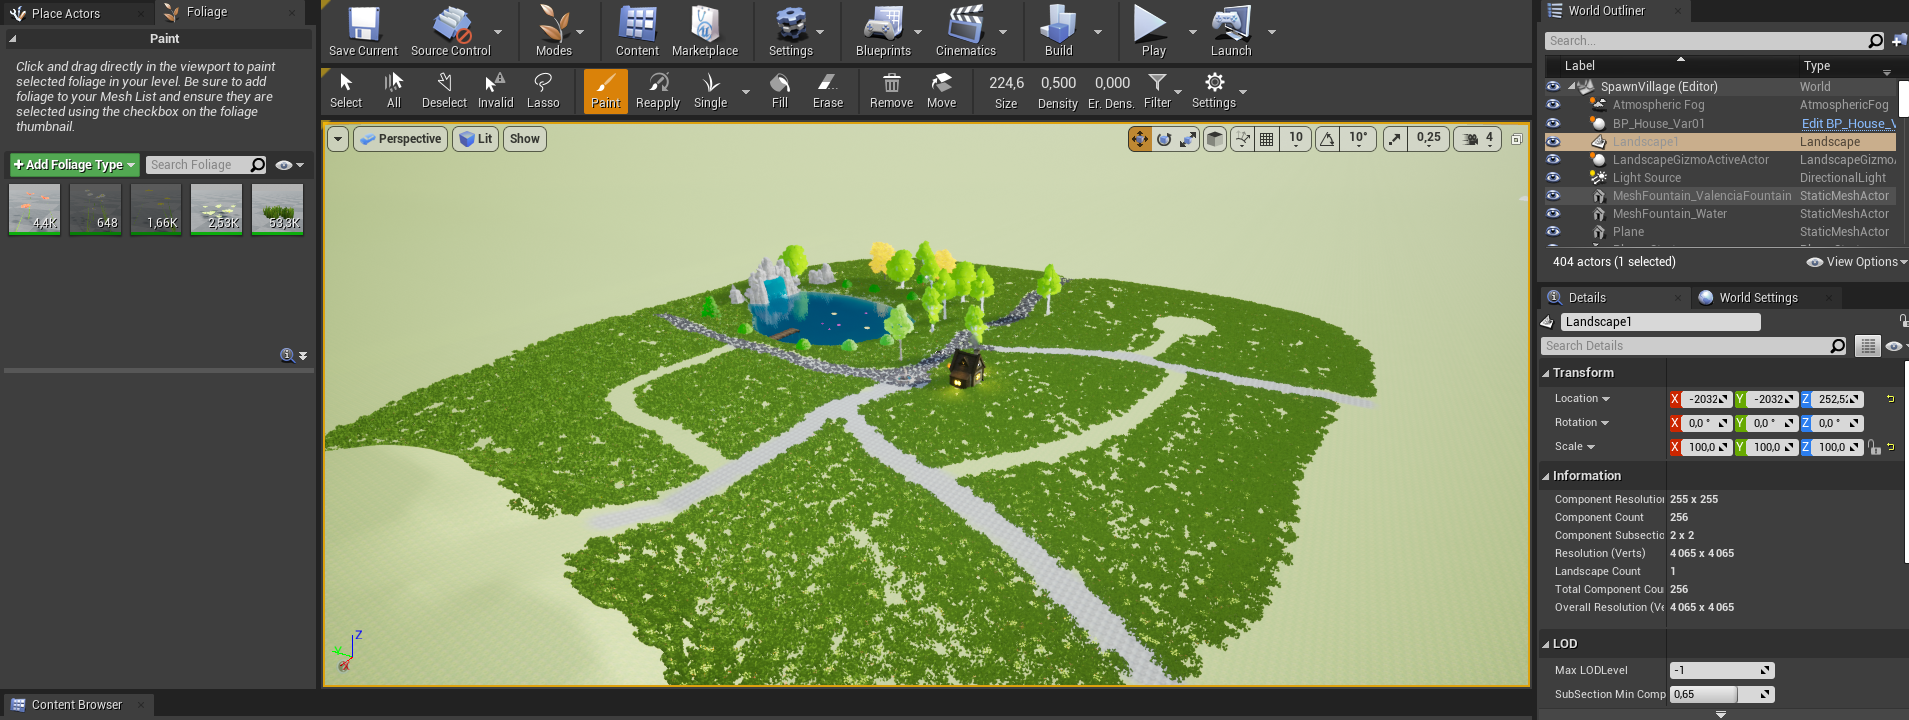 Place Actors
Foliage
Paint
Click and drag directly in the viewport to paint
selected foliage in your level. Be sure to add
foliage to your Mesh List and ensure they are
selected using the checkbox on the foliage
thumbnail.
Add Foliage Type
Search Foliage
4,4K
648
1,66K
2,53K
53,3K
Save Current
Source Control
Modes
Content
Marketplace
Settings
Blueprints
Cinematics
Build
Play
Launch
Select
All
Deselect
Invalid
Lasso
Paint
Reapply
Single
Fill
Erase
Remove
Move
224,6
Size
0,500
Density
0,000
Er. Dens.
Filter
Settings
Perspective
Lit
Show
10
10°
0,25
4
Z
Y
X
World Outliner
Search...
Label
Type
SpawnVillage (Editor)
World
Atmospheric Fog
AtmosphericFog
BP_House_Var01
Edit BP_House_V
Landscape1
Landscape
LandscapeGizmoActiveActor
LandscapeGizmo
Light Source
DirectionalLight
MeshFountain_ValenciaFountain
StaticMeshActor
MeshFountain_Water
StaticMeshActor
Plane
StaticMeshActor
404 actors (1 selected)
View Options
Details
World Settings
Landscape1
Search Details
Transform
Location
X -2032
Y -2032
Z 252,5
Rotation
X 0,0 °
Y 0,0 °
Z 0,0 °
Scale
X 100,0
Y 100,0
Z 100,0
Information
Component Resolution
255 x 255
Component Count
256
Component Subsectio
2 x 2
Resolution (Verts)
4 065 x 4 065
Landscape Count
1
Total Component Cou
256
Overall Resolution (Ve
4 065 x 4 065
LOD
Max LODLevel
-1
SubSection Min Comp
0,65
Content Browser